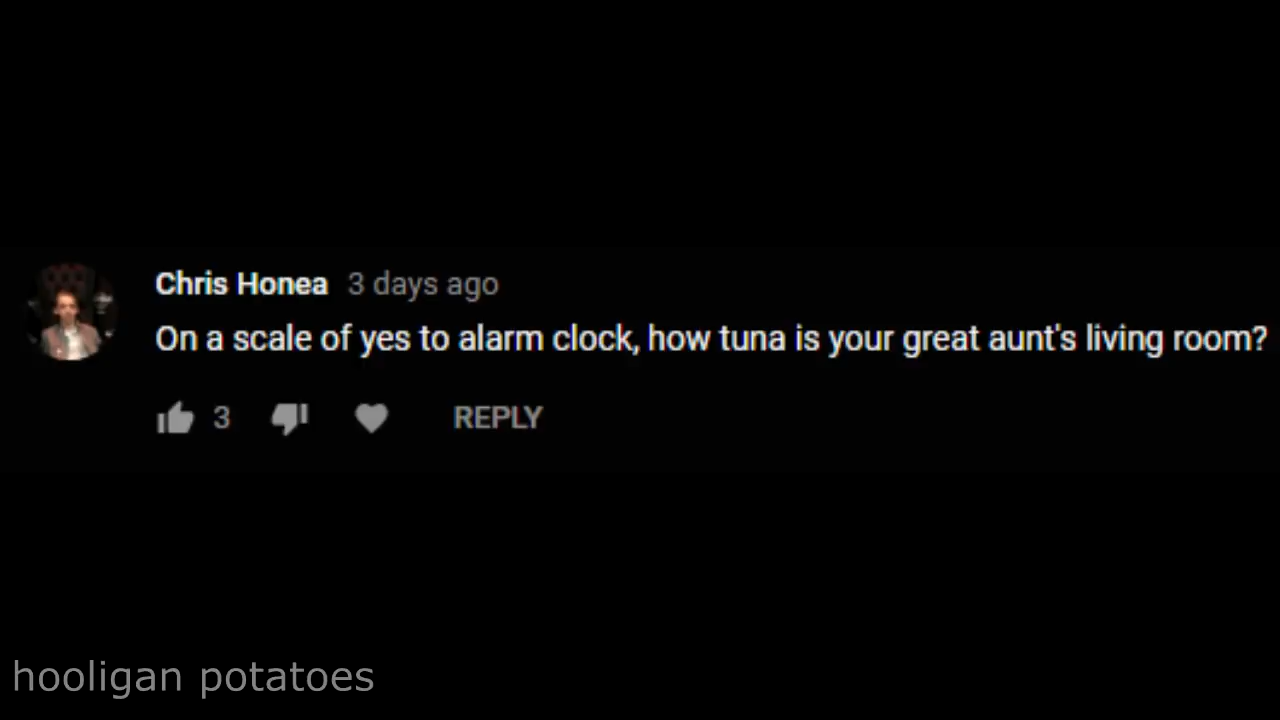 Chris Honea 3 days ago
On a scale of yes to alarm clock, how tuna is your great aunt's living room?
3 REPLY
hooligan potatoes